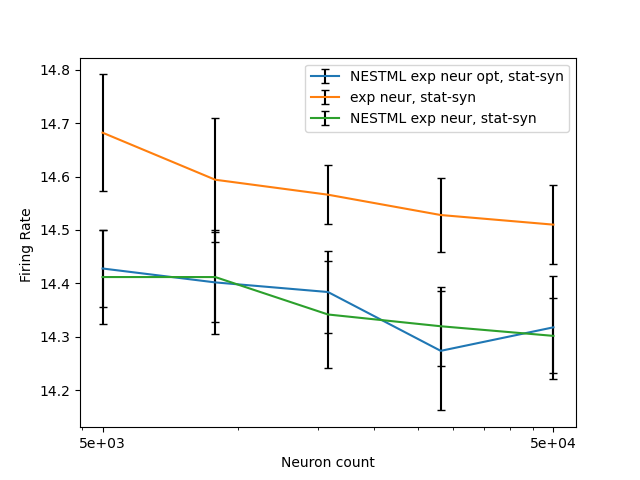 NESTML exp neur opt, stat-syn
exp neur, stat-syn
NESTML exp neur, stat-syn
14.8
14.7
14.6
14.5
14.4
14.3
14.2
Firing Rate
5e+03
5e+04
Neuron count